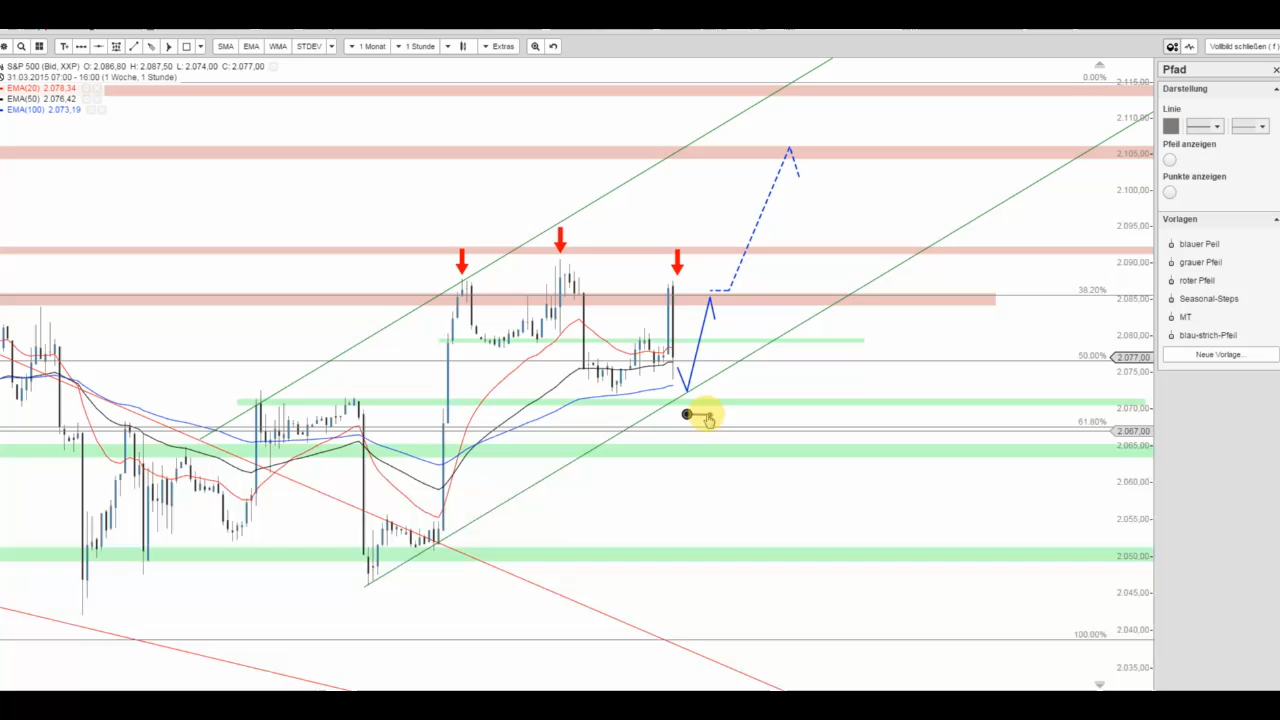 T
SMA EMA WMA STDEV 1 Monat 1 Stunde Extras Vollbild schließen ( f )
S&P 500 (Bid, XXP) O: 2.086,80 H: 2.087,50 L: 2.074,00 C: 2.077,00
31.03.2015 07:00 - 16:00 (1 Woche, 1 Stunde)
EMA(20) 2.078,34
EMA(50) 2.076,42
EMA(100) 2.073,19
0.00%
38.20%
50.00%
61.80%
100.00%
2.115,00
2.110,00
2.105,00
2.100,00
2.095,00
2.090,00
2.085,00
2.080,00
2.077,00
2.075,00
2.070,00
2.067,00
2.065,00
2.060,00
2.055,00
2.050,00
2.045,00
2.040,00
2.035,00
Pfad
Darstellung
Linie
Pfeil anzeigen
Punkte anzeigen
Vorlagen
blauer Peil
grauer Pfeil
roter Pfeil
Seasonal-Steps
MT
blau-strich-Pfeil
Neue Vorlage...